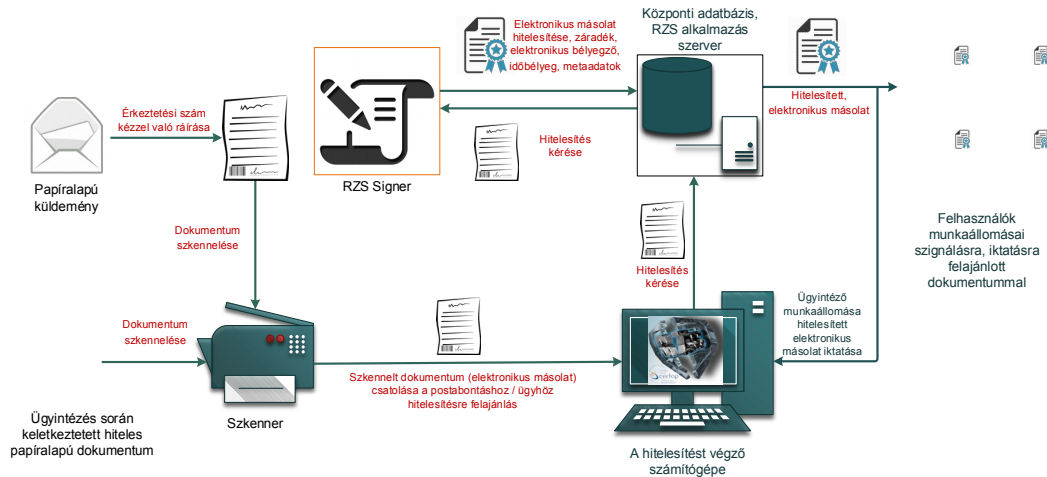 Elektronikus másolat
hitelesítése, záradék,
elektronikus bélyegző,
időbélyeg, metaadatok
Központi adatbázis,
RZS alkalmazás
szerver
Érkeztetési szám
kézzel való ráírása
Hitelesített,
elektronikus másolat
Hitelesítés
kérése
Papíralapú
küldemény
RZS Signer
Dokumentum
szkennelése
Hitelesítés
kérése
Felhasználók
munkaállomásai
szignálásra, iktatásra
felajánlott
dokumentummal
Dokumentum
szkennelése
Ügyintéző
munkaállomása
hitelesített
elektronikus
másolat iktatása
Szkennelt dokumentum (elektronikus másolat)
csatolása a postabontáshoz / ügyhöz
hitelesítésre felajánlás
Ügyintézés során
keletkeztetett hiteles
papíralapú dokumentum
Szkenner
A hitelesítést végző
számítógépe